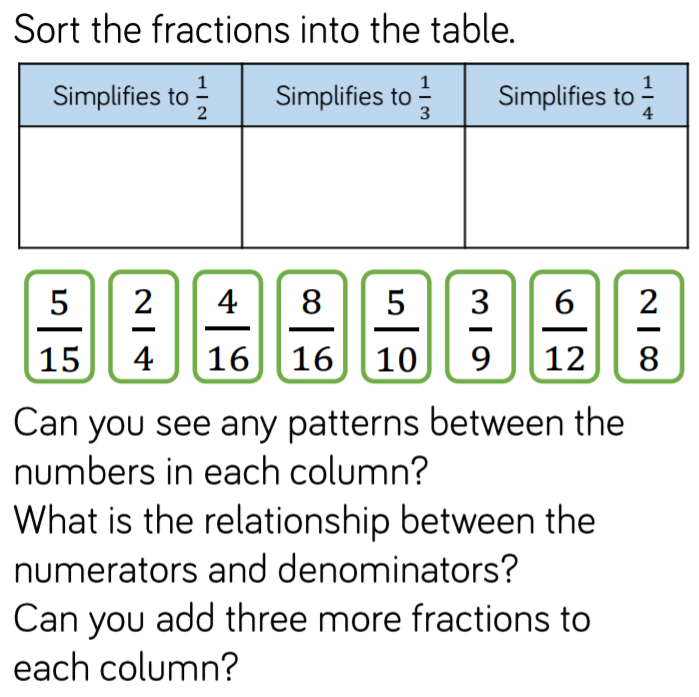 Sort the fractions into the table.
Simplifies to 1/2 Simplifies to 1/3 Simplifies to 1/4
5/15 2/4 4/16 8/16 5/10 3/9 6/12 2/8
Can you see any patterns between the
numbers in each column?
What is the relationship between the
numerators and denominators?
Can you add three more fractions to
each column?